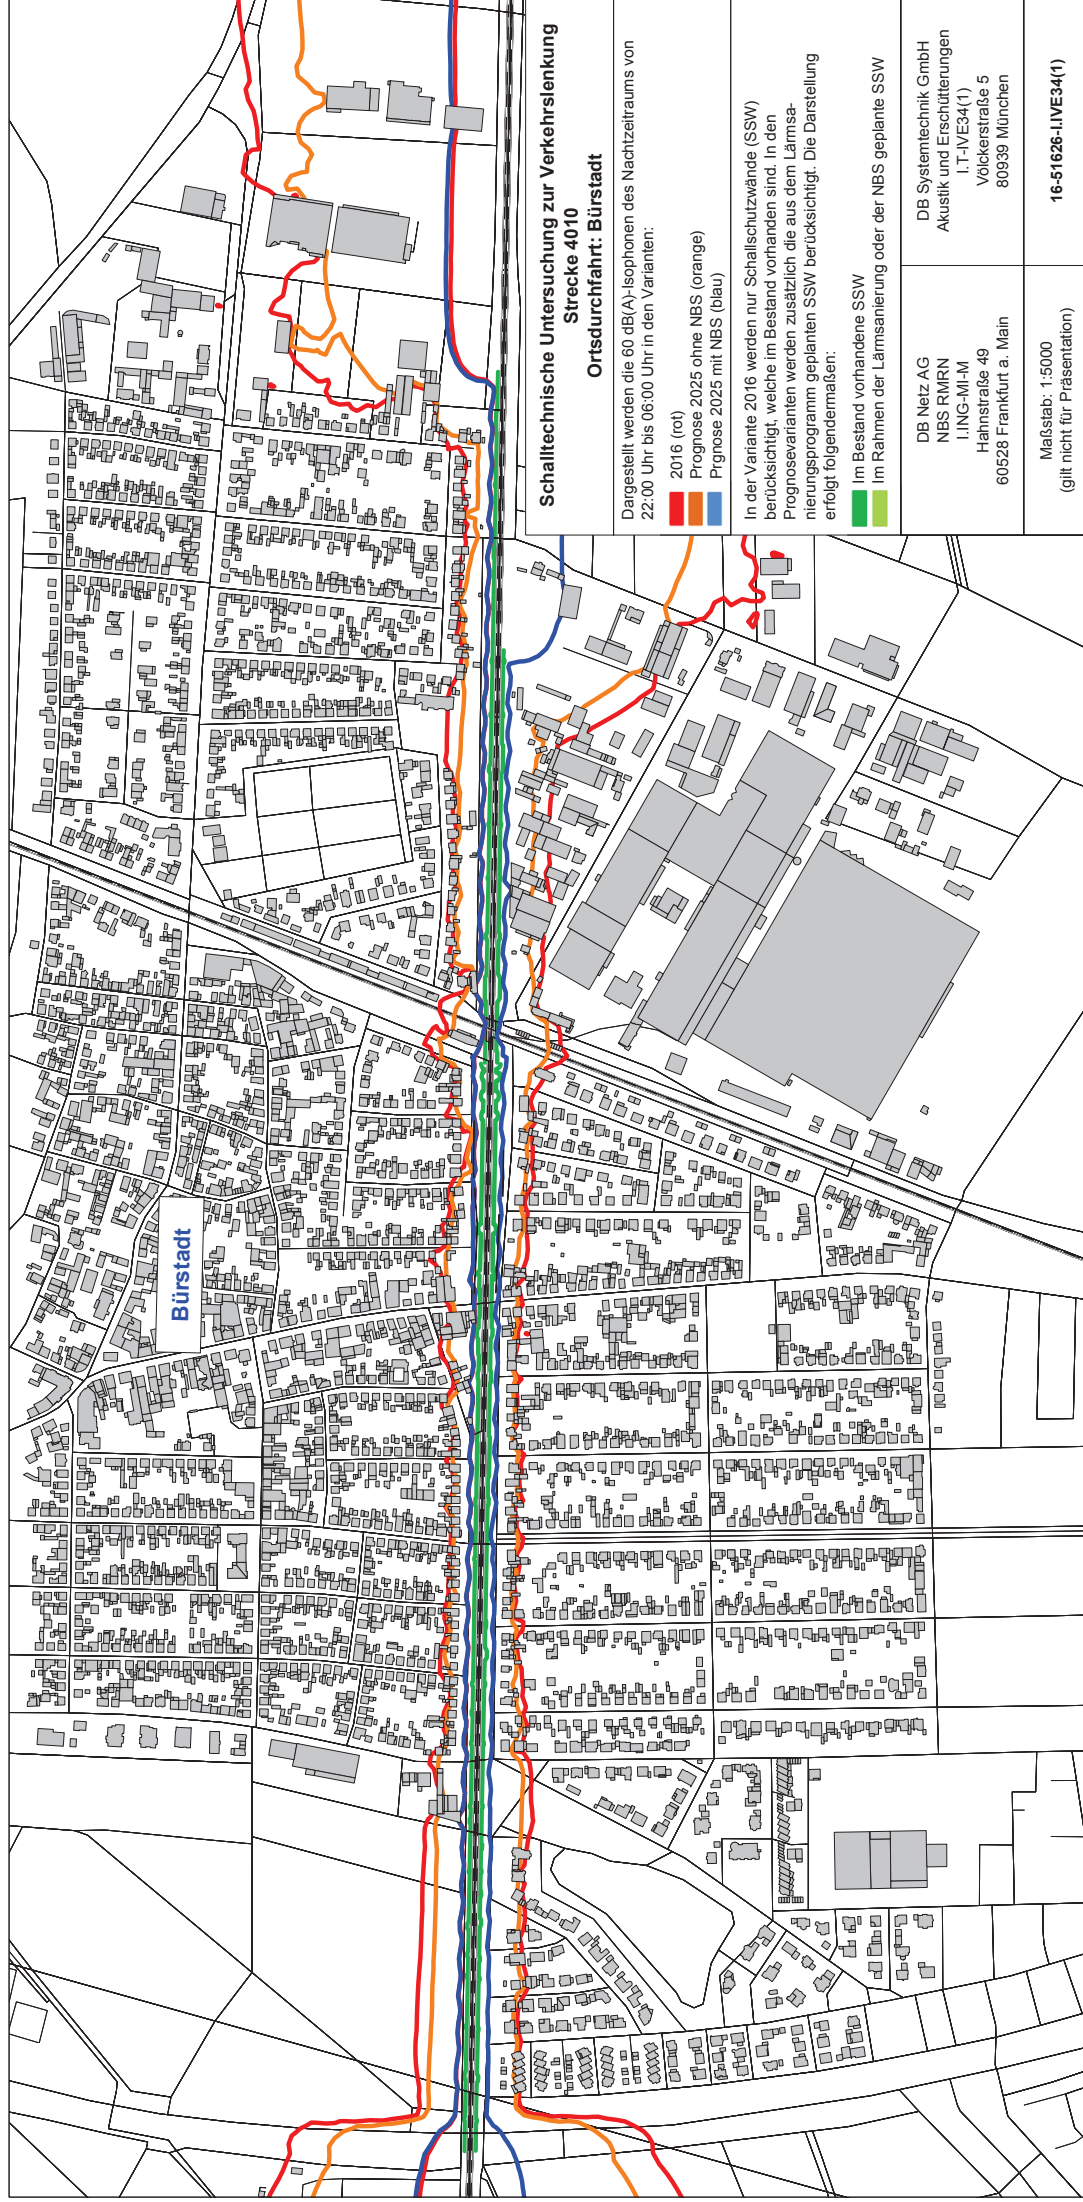 Bürstadt
Schalltechnische Untersuchung zur Verkehrslenkung
Strecke 4010
Ortsdurchfahrt: Bürstadt
Dargestellt werden die 60 dB(A)-Isophonen des Nachtzeitraums von
22:00 Uhr bis 06:00 Uhr in den Varianten:
2016 (rot)
Prognose 2025 ohne NBS (orange)
Prgnose 2025 mit NBS (blau)
In der Variante 2016 werden nur Schallschutzwände (SSW)
berücksichtigt, welche im Bestand vorhanden sind. In den
Prognosevarianten werden zusätzlich die aus dem Lärmsa-
nierungsprogramm geplanten SSW berücksichtigt. Die Darstellung
erfolgt folgendermaßen:
Im Bestand vorhandene SSW
Im Rahmen der Lärmsanierung oder der NBS geplante SSW
DB Netz AG
NBS RMRN
I.ING-MI-M
Hahnstraße 49
60528 Frankfurt a. Main
DB Systemtechnik GmbH
Akustik und Erschütterungen
I.T-IVE34(1)
Völckerstraße 5
80939 München
Maßstab: 1:5000
(gilt nicht für Präsentation)
16-51626-I.IVE34(1)